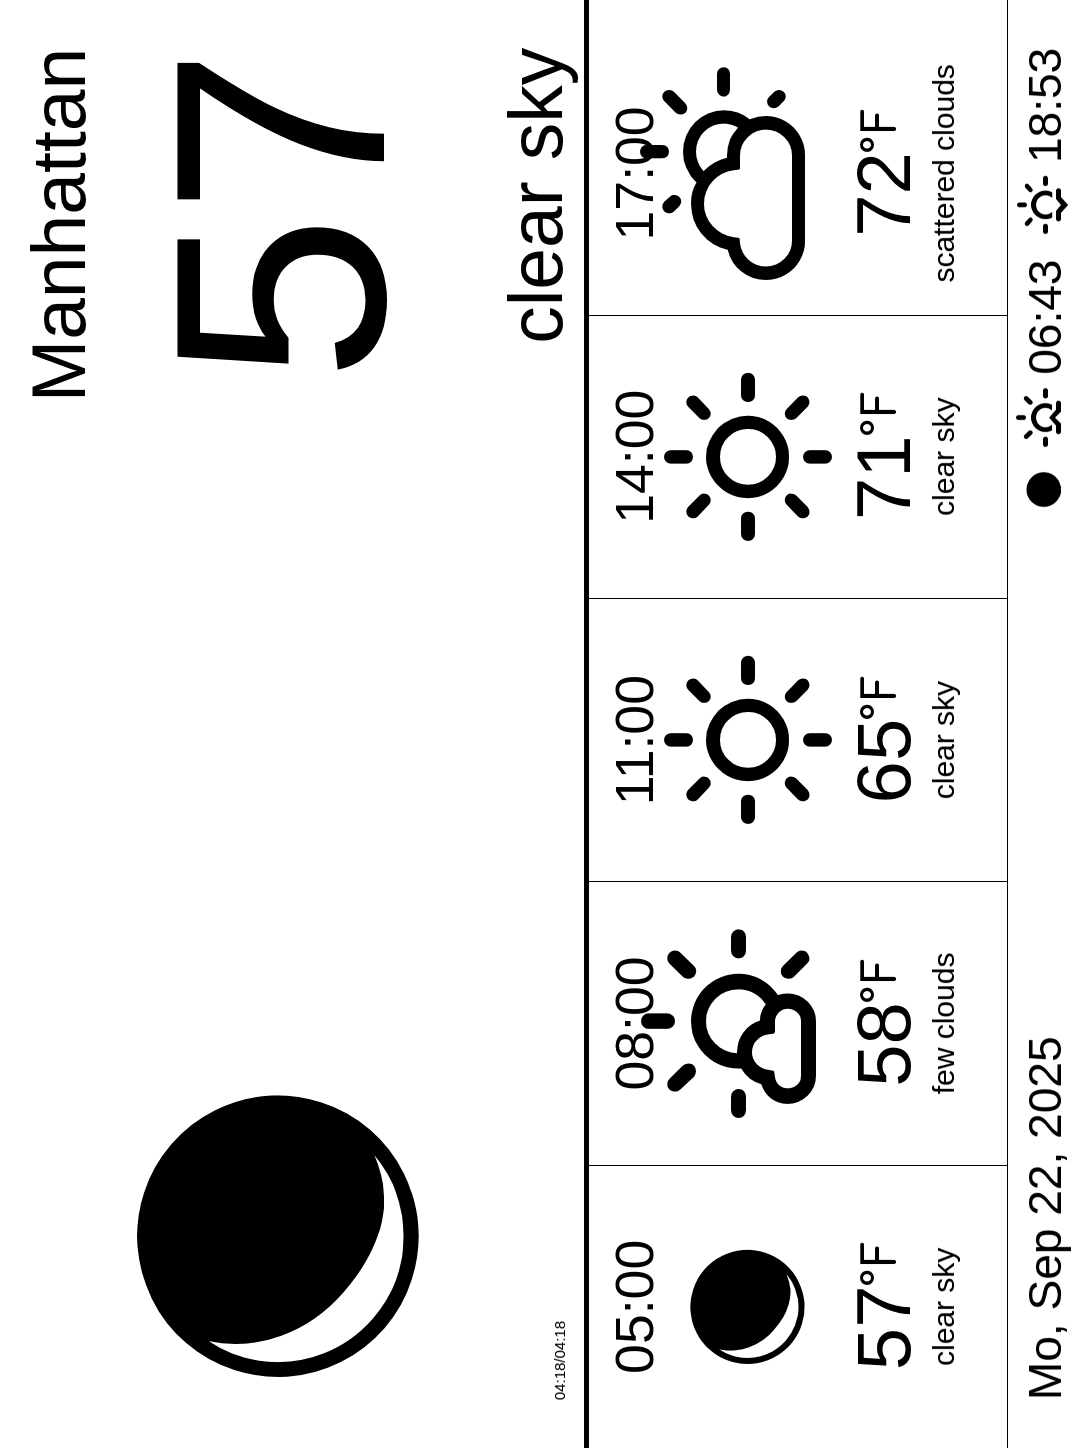 Manhattan
57
clear sky
04:18/04:18
05:00 08:00 11:00 14:00 17:00
57°F 58°F 65°F 71°F 72°F
clear sky few clouds clear sky clear sky scattered clouds
Mo, Sep 22, 2025 06:43 18:53